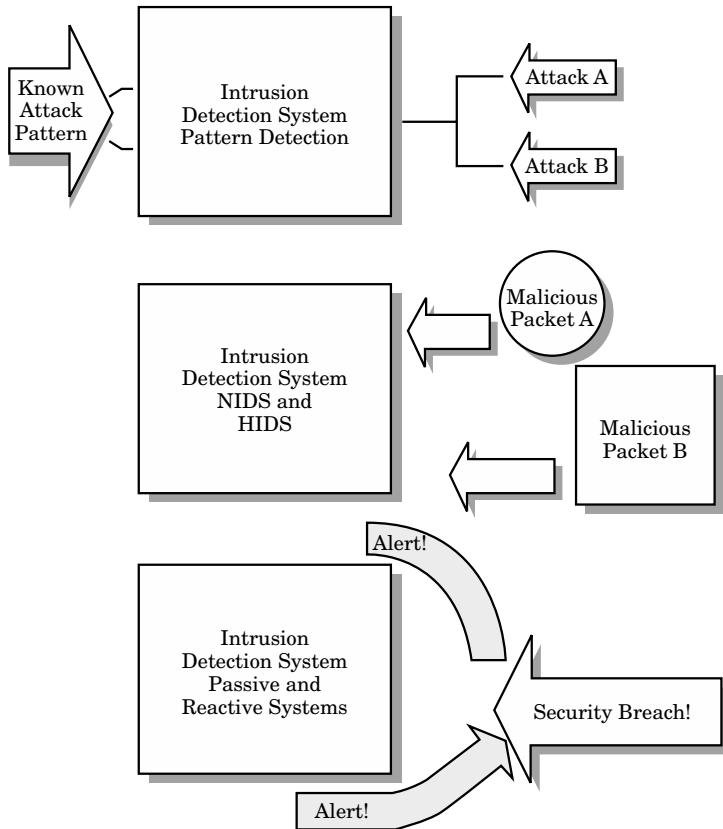 Known
Attack
Pattern
Intrusion
Detection System
Pattern Detection
Attack A
Attack B
Intrusion
Detection System
NIDS and
HIDS
Malicious
Packet A
Malicious
Packet B
Alert!
Intrusion
Detection System
Passive and
Reactive Systems
Security Breach!
Alert!